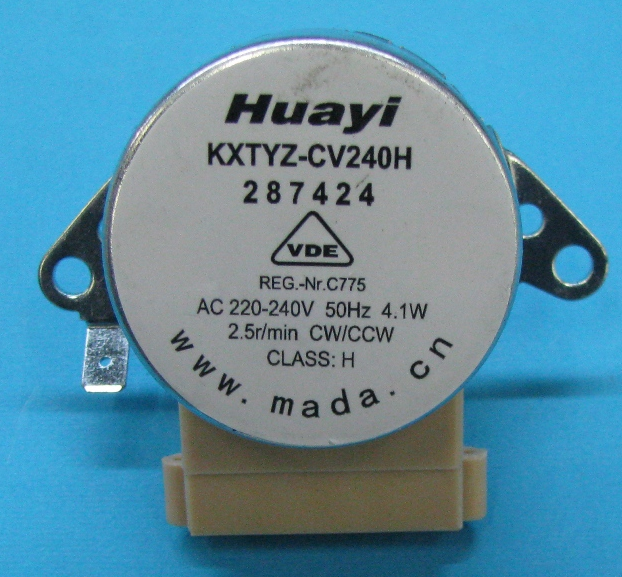 Huayi
KXTYZ-CV240H
287424
VDE
REG.-Nr.C775
AC 220-240V 50Hz 4.1W
2.5r/min CW/CCW
CLASS: H
www.mada.cn